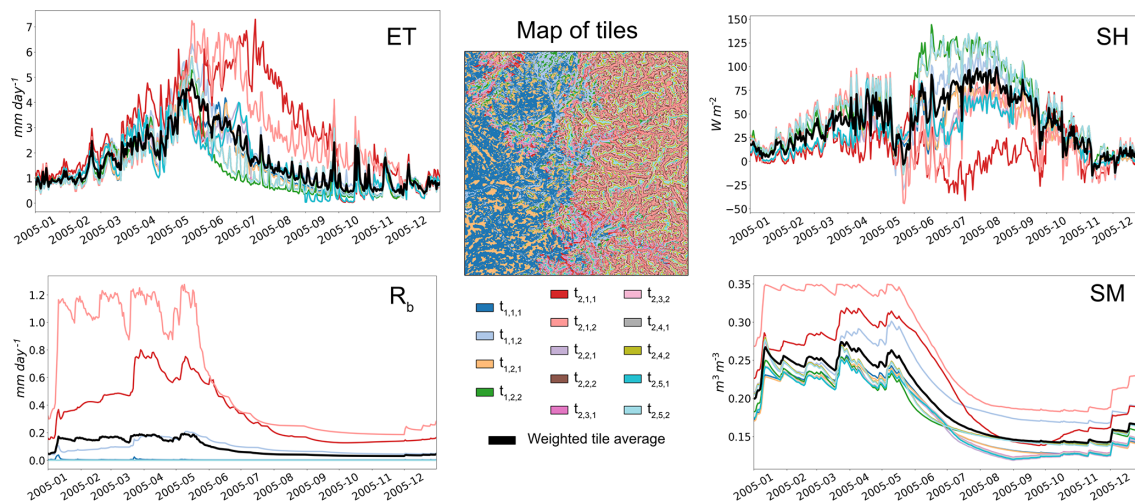 ET
mm day⁻¹
7
6
5
4
3
2
1
0
2005-01 2005-02 2005-03 2005-04 2005-05 2005-06 2005-07 2005-08 2005-09 2005-10 2005-11 2005-12
Map of tiles
SH
W m⁻²
150
125
100
75
50
25
0
−25
−50
2005-01 2005-02 2005-03 2005-04 2005-05 2005-06 2005-07 2005-08 2005-09 2005-10 2005-11 2005-12
R_b
mm day⁻¹
1.2
1.0
0.8
0.6
0.4
0.2
0.0
2005-01 2005-02 2005-03 2005-04 2005-05 2005-06 2005-07 2005-08 2005-09 2005-10 2005-11 2005-12
t1,1,1
t1,1,2
t1,2,1
t1,2,2
t2,1,1
t2,1,2
t2,2,1
t2,2,2
t2,3,1
t2,3,2
t2,4,1
t2,4,2
t2,5,1
t2,5,2
Weighted tile average
SM
m³ m⁻³
0.35
0.30
0.25
0.20
0.15
2005-01 2005-02 2005-03 2005-04 2005-05 2005-06 2005-07 2005-08 2005-09 2005-10 2005-11 2005-12